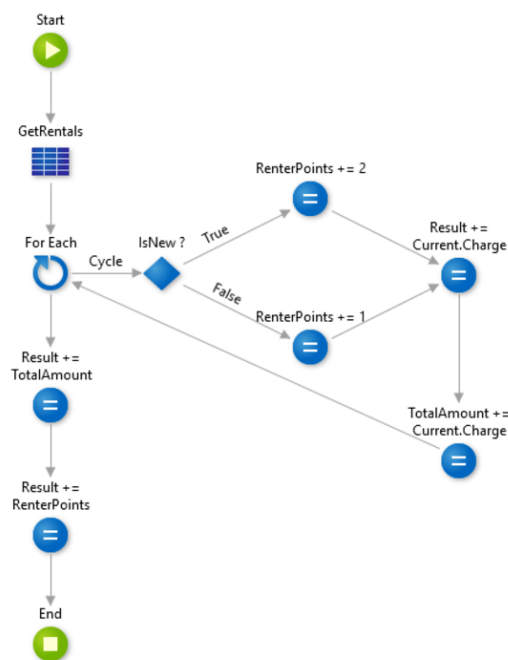 Start
GetRentals
For Each
Cycle
IsNew ?
True
False
RenterPoints += 2
RenterPoints += 1
Result +=
Current.Charge
TotalAmount +=
Current.Charge
Result +=
TotalAmount
Result +=
RenterPoints
End